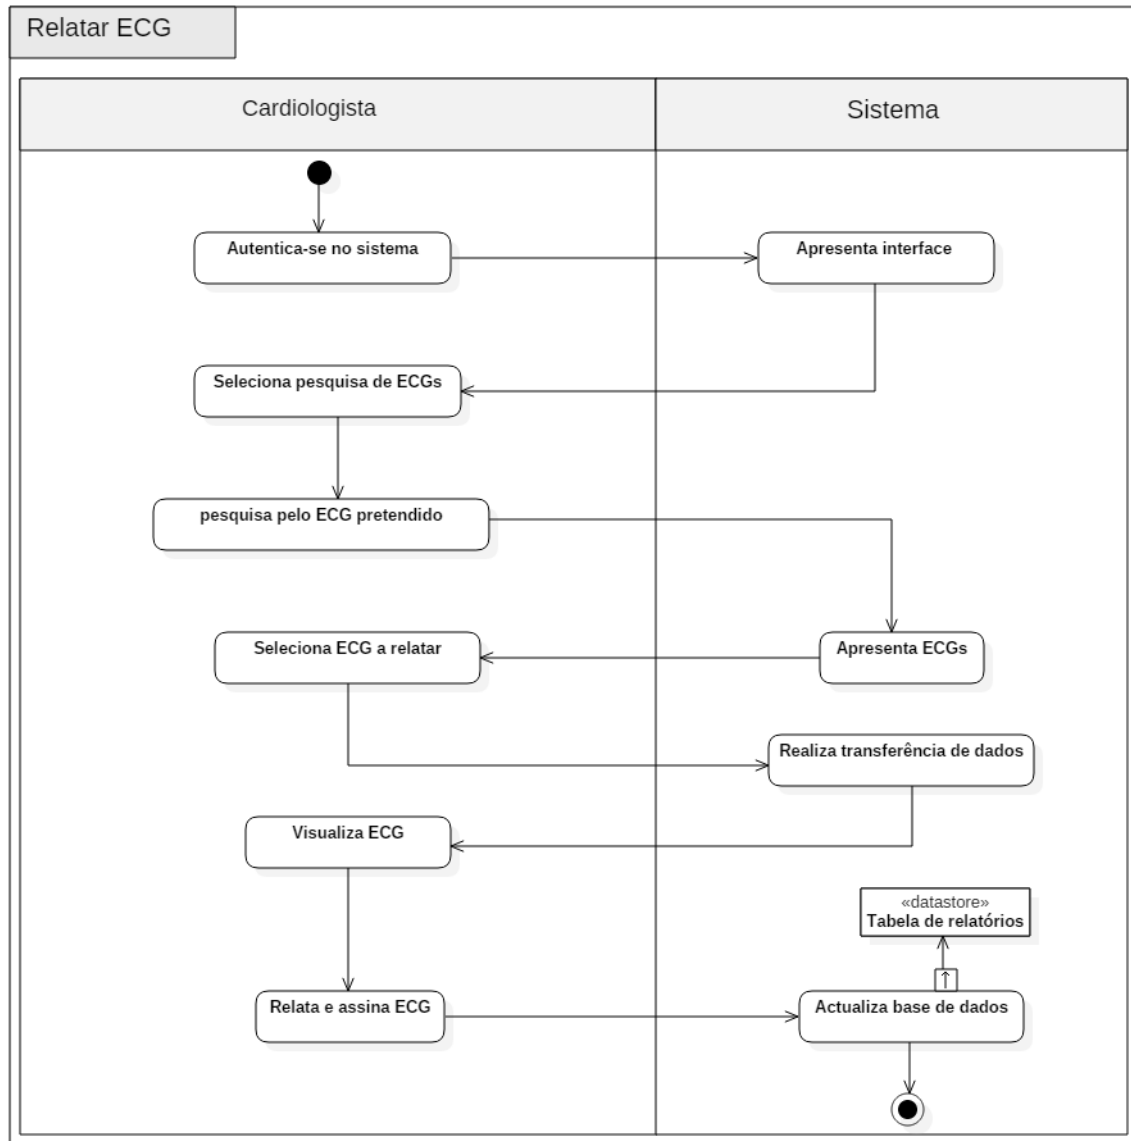 Relatar ECG
Cardiologista
Sistema
Autentica-se no sistema
Apresenta interface
Seleciona pesquisa de ECGs
pesquisa pelo ECG pretendido
Seleciona ECG a relatar
Apresenta ECGs
Realiza transferência de dados
Visualiza ECG
«datastore»
Tabela de relatórios
Relata e assina ECG
Actualiza base de dados